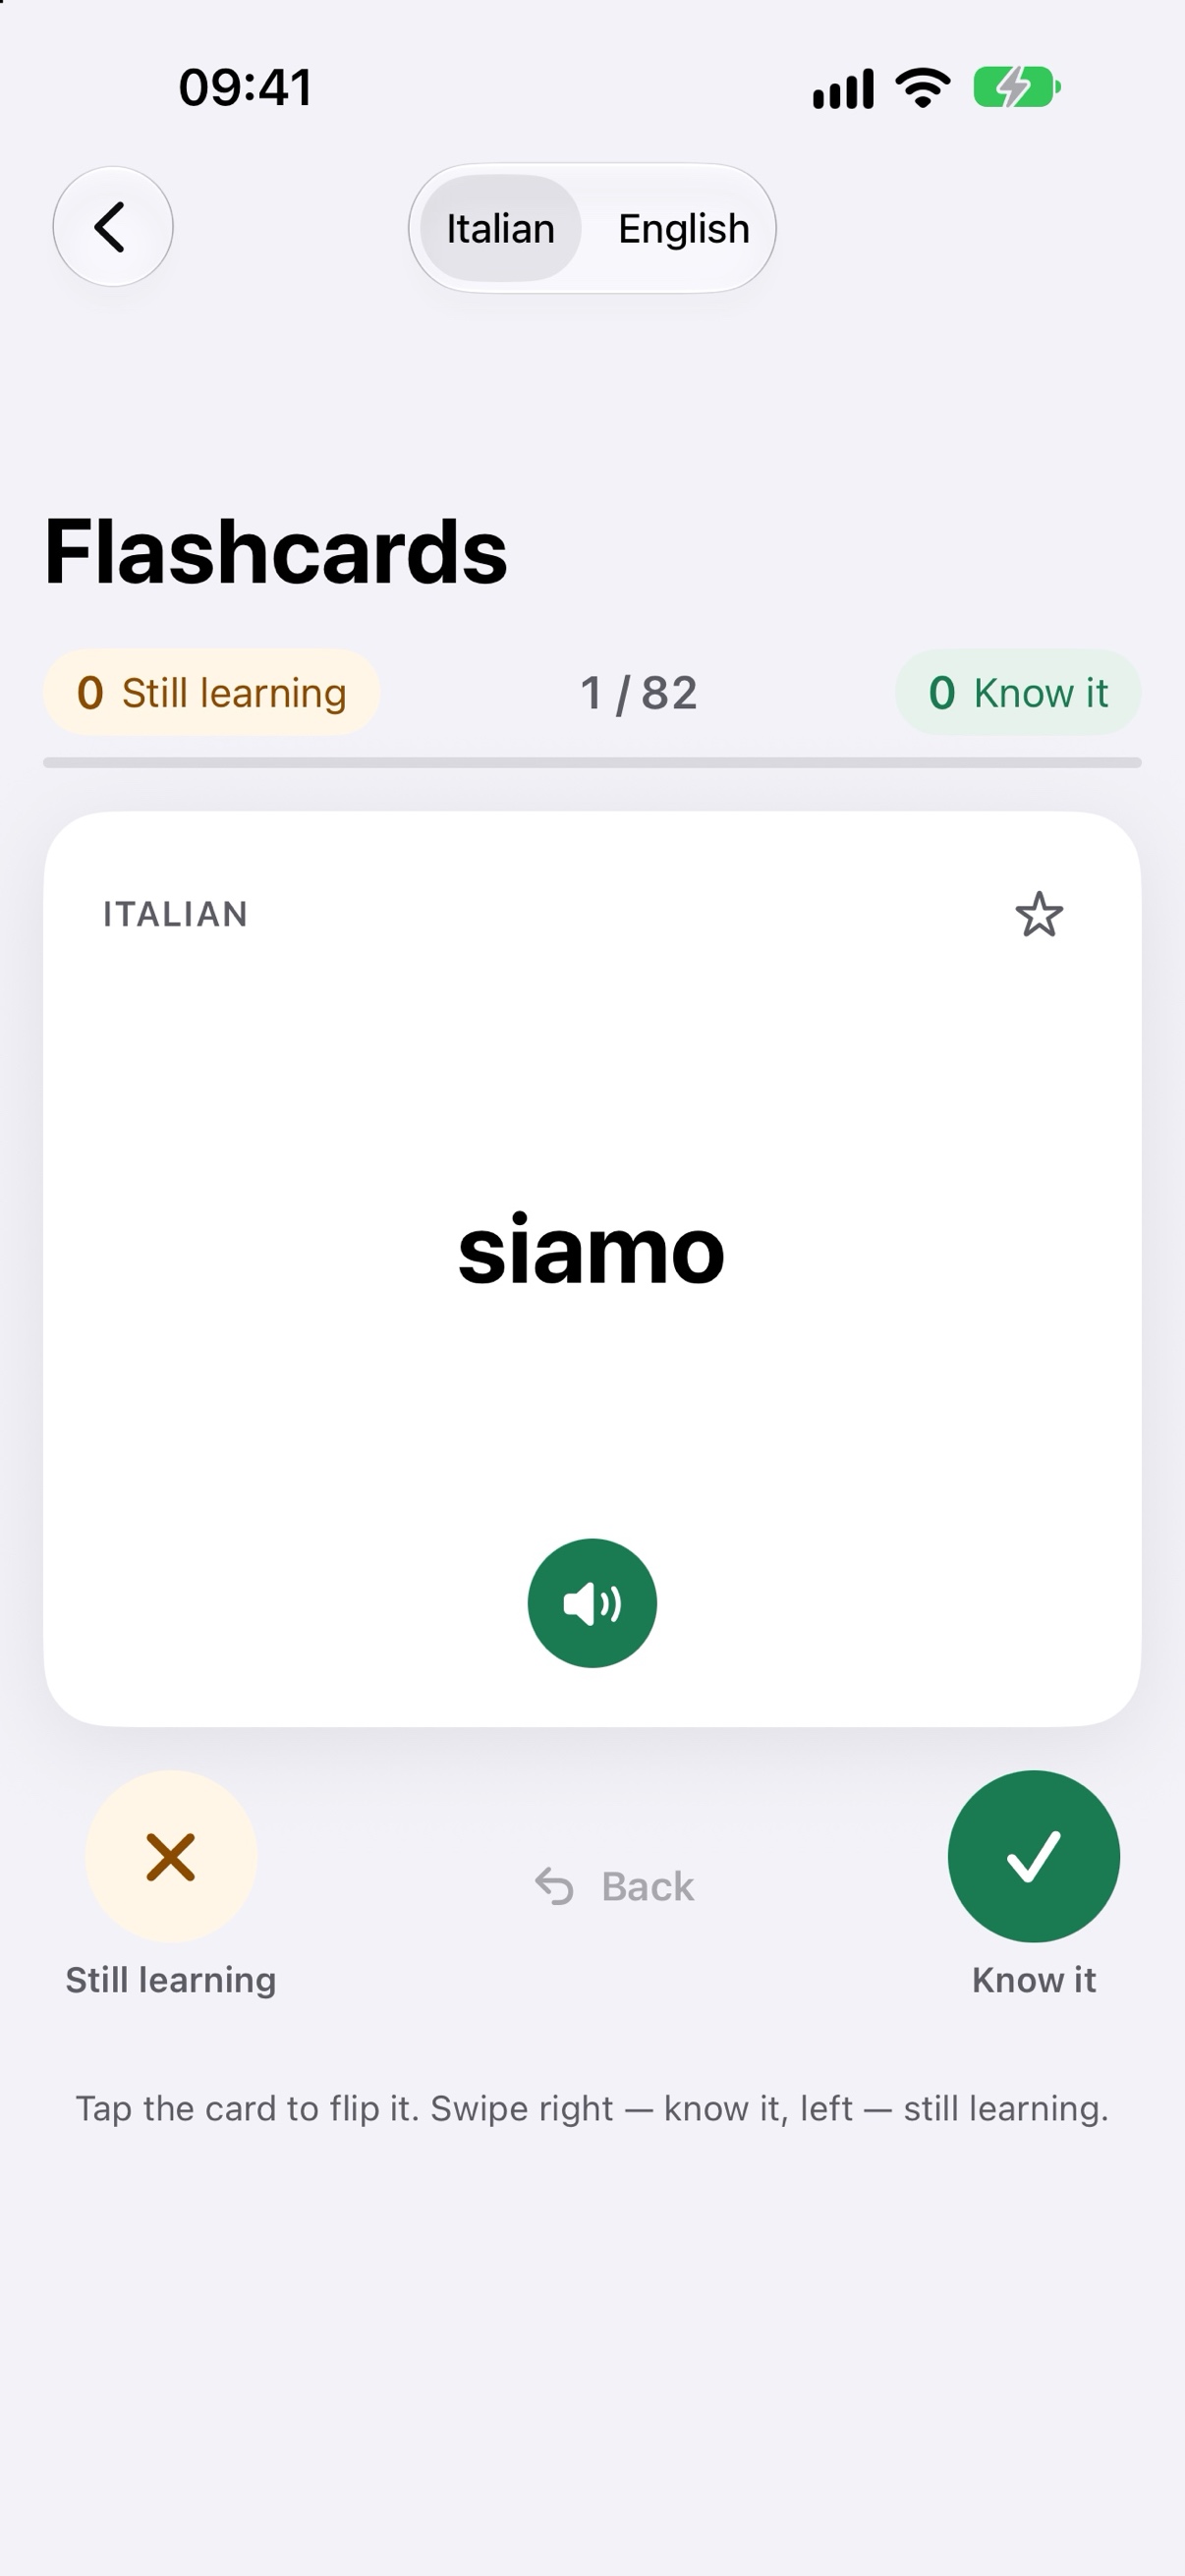 09:41
Italian English
Flashcards
0 Still learning 1 / 82 0 Know it
ITALIAN
siamo
Back
Still learning Know it
Tap the card to flip it. Swipe right — know it, left — still learning.